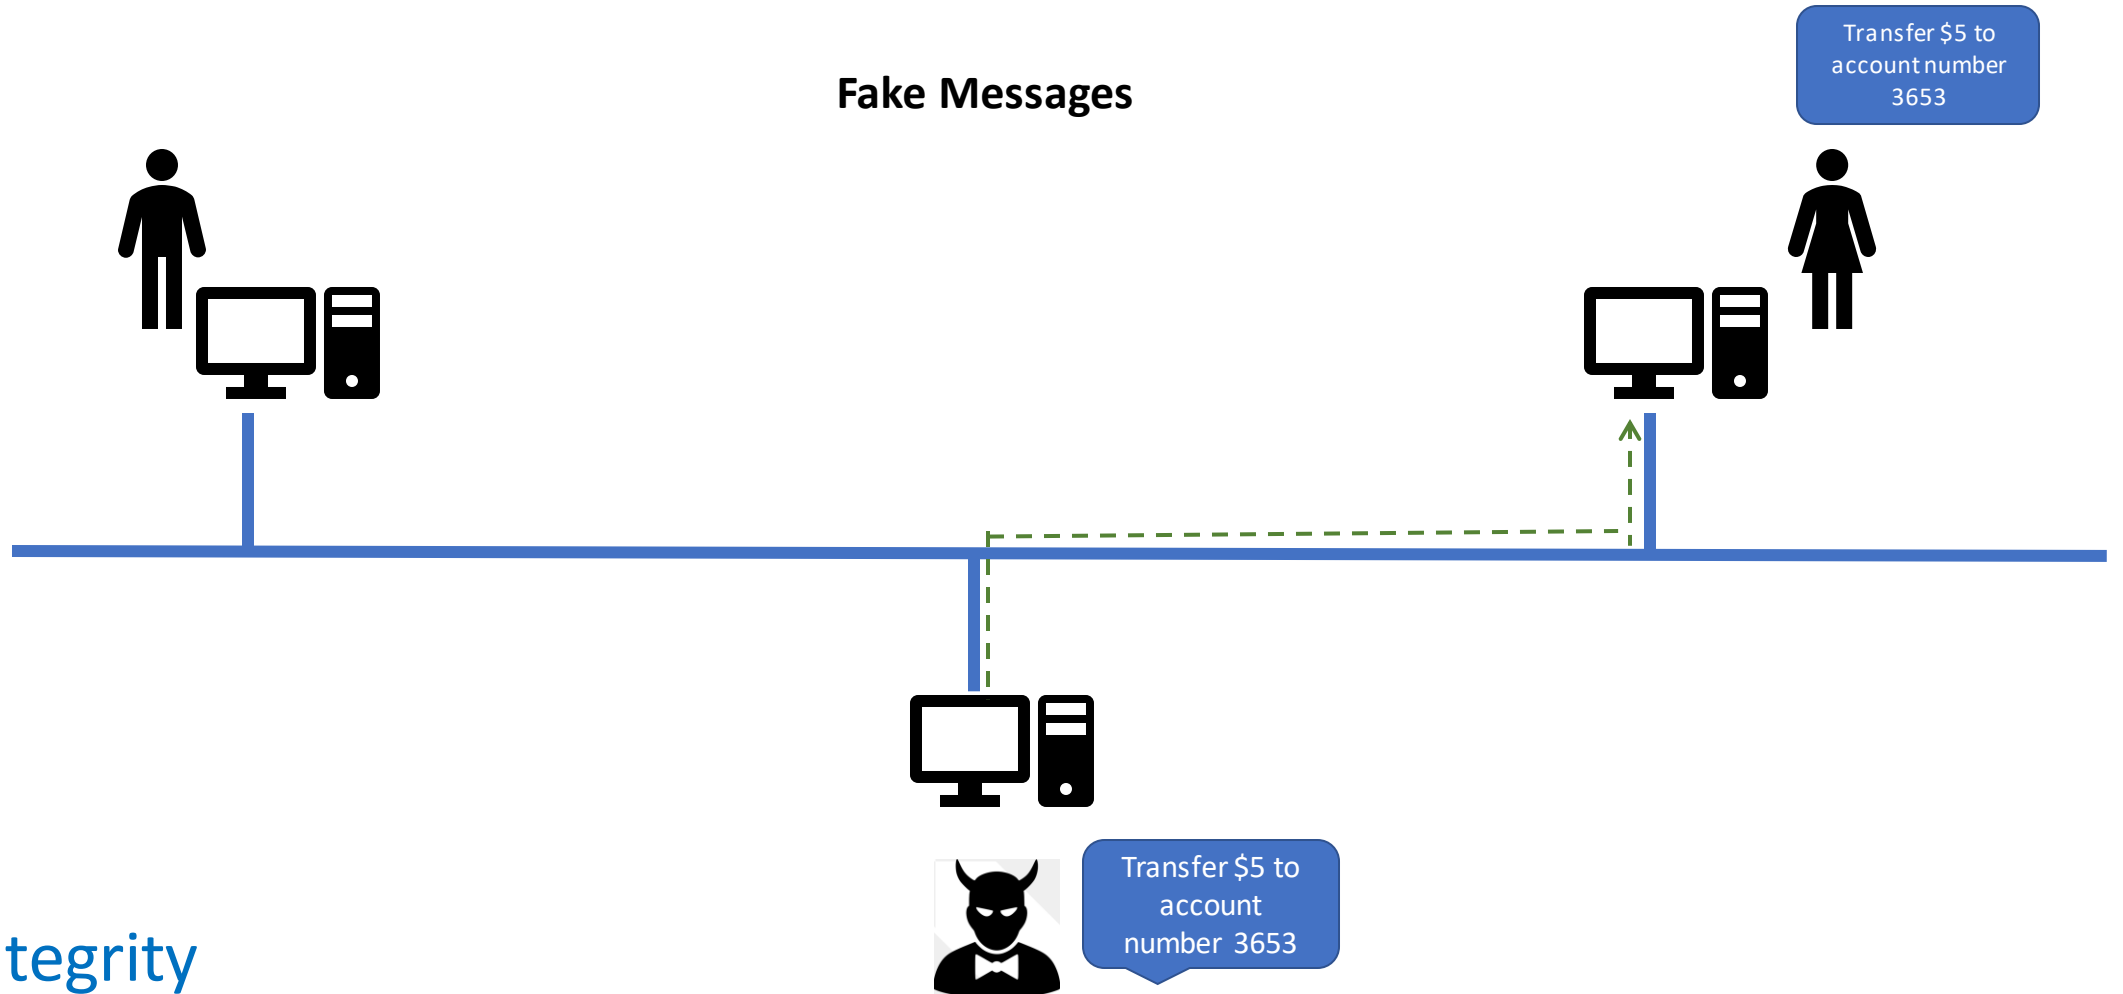 Transfer $5 to
account number
3653
Fake Messages
Transfer $5 to
account
number 3653
tegrity